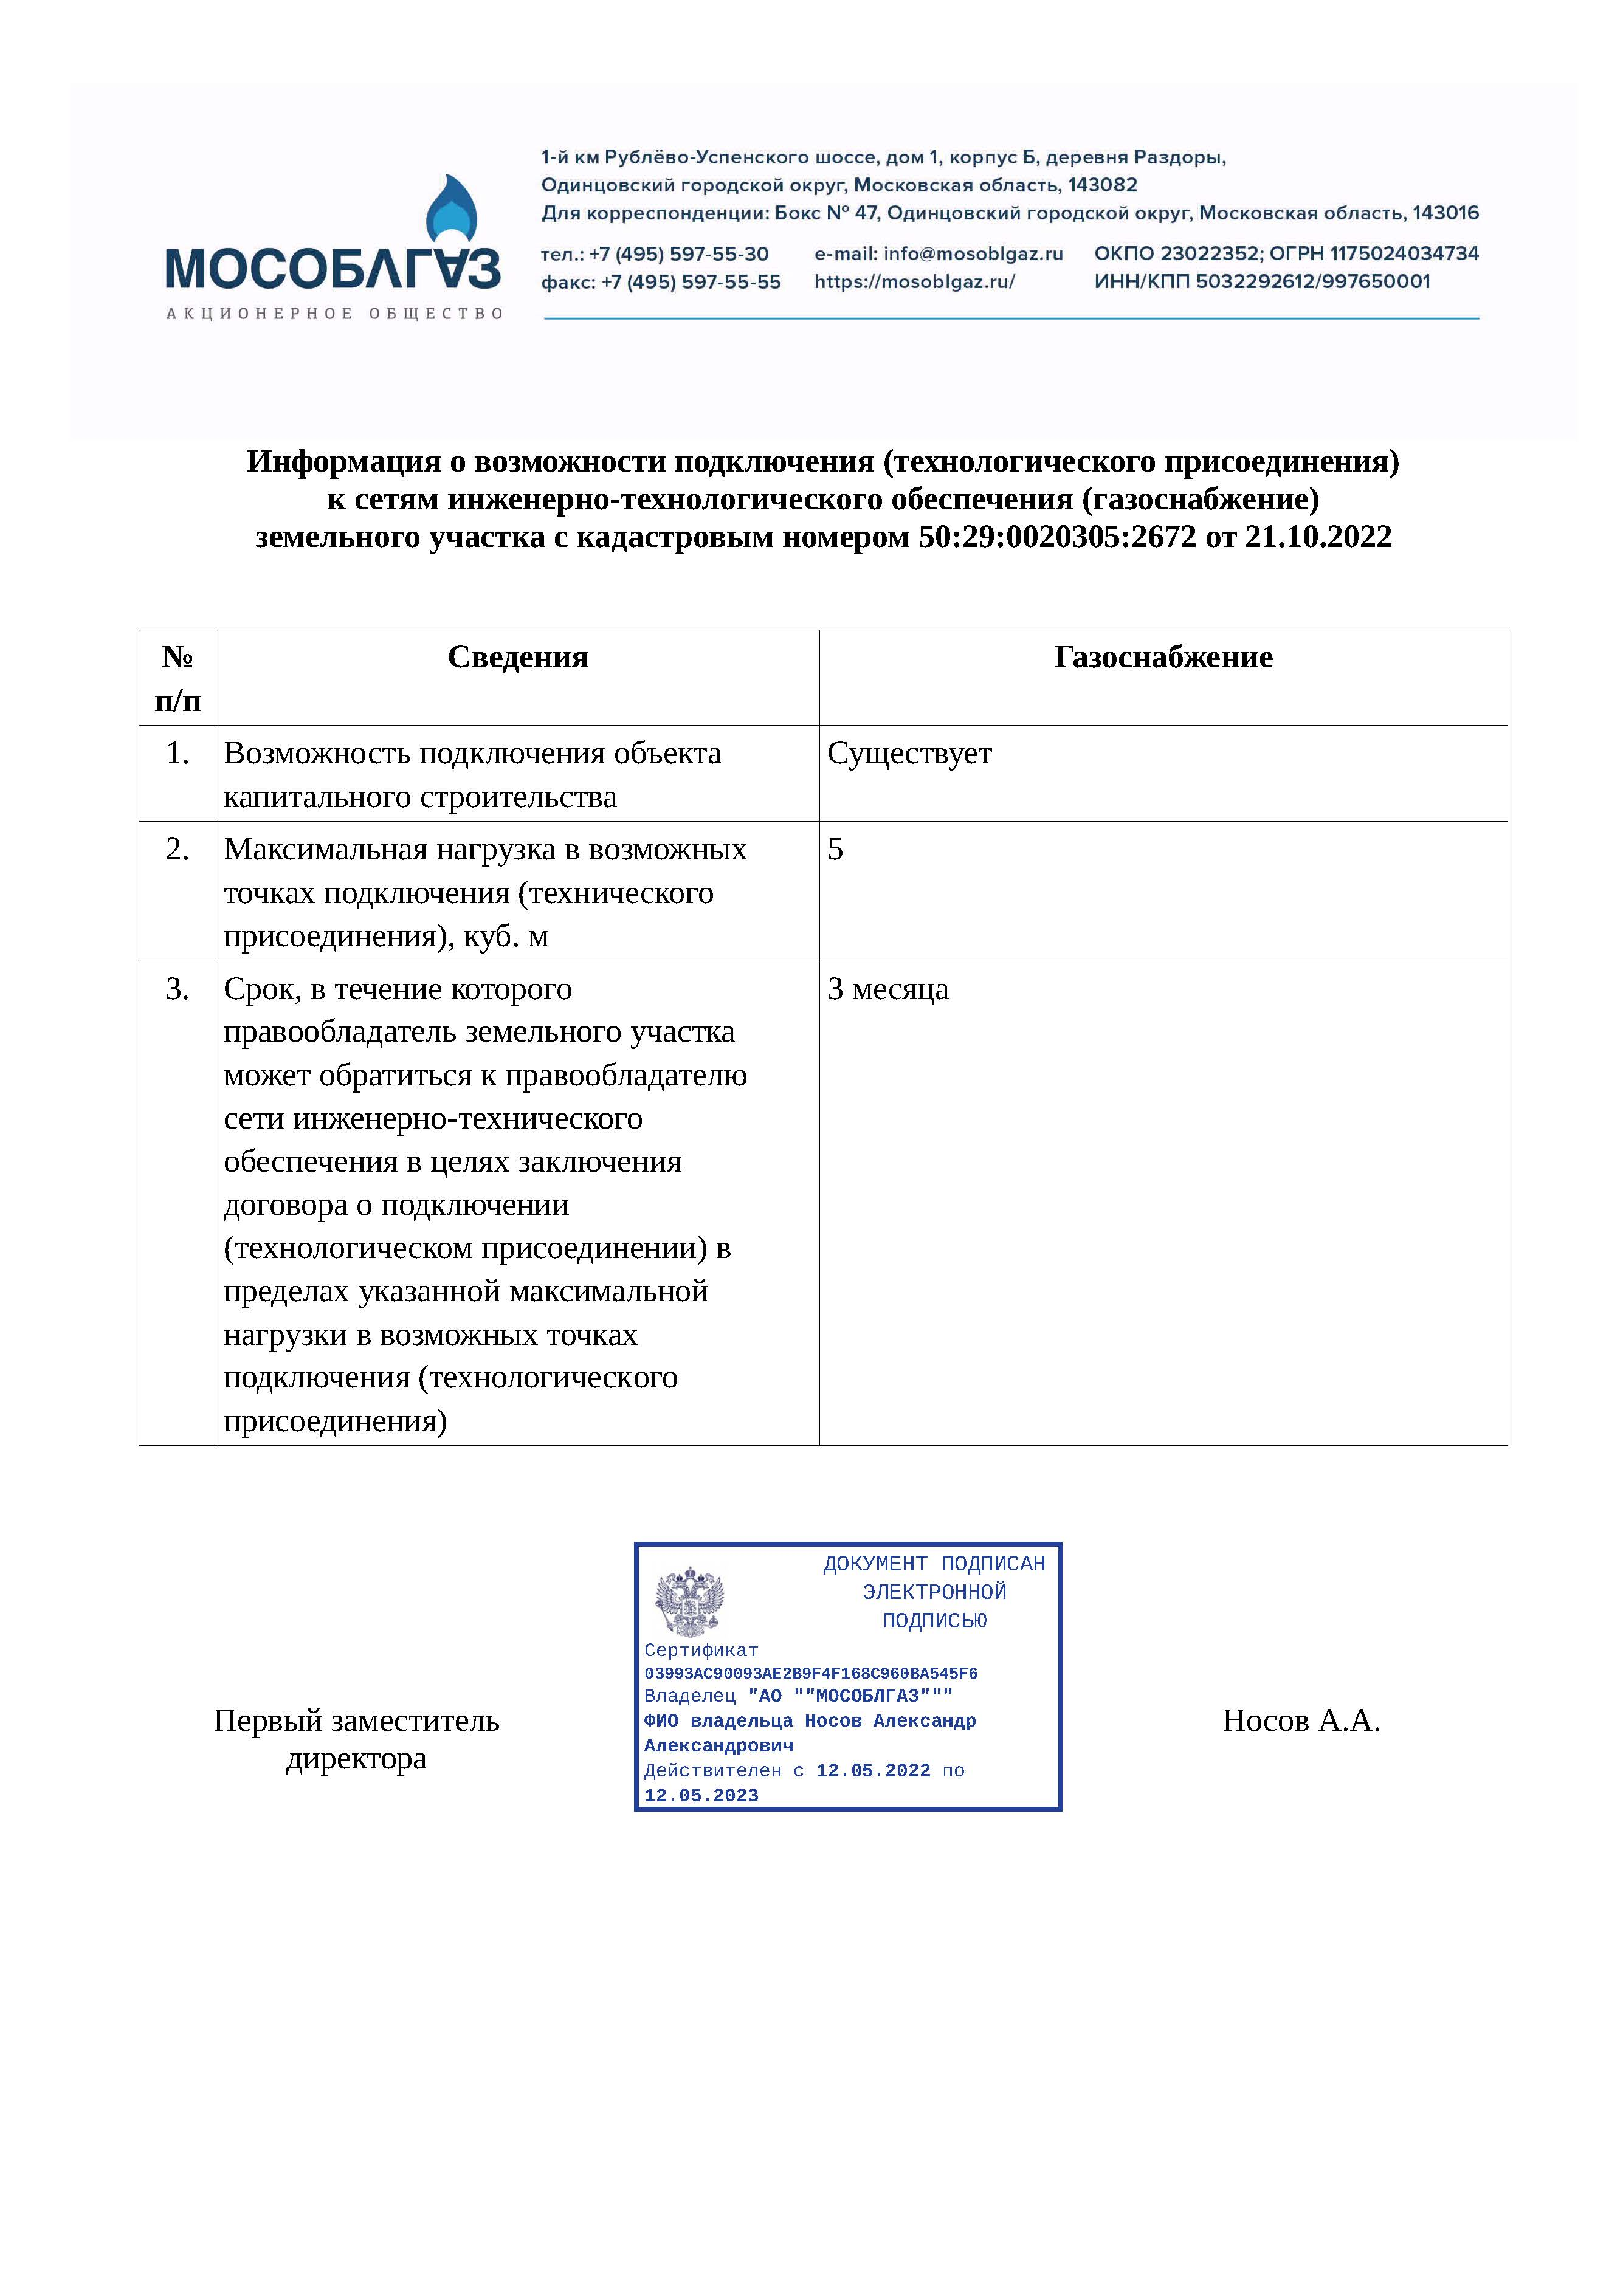 1-й км Рублёво-Успенского шоссе, дом 1, корпус Б, деревня Раздоры,
Одинцовский городской округ, Московская область, 143082
Для корреспонденции: Бокс № 47, Одинцовский городской округ, Московская область, 143016
тел.: +7 (495) 597-55-30 e-mail: info@mosoblgaz.ru ОКПО 23022352; ОГРН 1175024034734
факс: +7 (495) 597-55-55 https://mosoblgaz.ru/ ИНН/КПП 5032292612/997650001
МОСОБЛГАЗ
АКЦИОНЕРНОЕ ОБЩЕСТВО
Информация о возможности подключения (технологического присоединения)
к сетям инженерно-технологического обеспечения (газоснабжение)
земельного участка с кадастровым номером 50:29:0020305:2672 от 21.10.2022
№ Сведения Газоснабжение
п/п
1. Возможность подключения объекта Существует
капитального строительства
2. Максимальная нагрузка в возможных 5
точках подключения (технического
присоединения), куб. м
3. Срок, в течение которого 3 месяца
правообладатель земельного участка
может обратиться к правообладателю
сети инженерно-технического
обеспечения в целях заключения
договора о подключении
(технологическом присоединении) в
пределах указанной максимальной
нагрузки в возможных точках
подключения (технологического
присоединения)
Первый заместитель
директора
ДОКУМЕНТ ПОДПИСАН
ЭЛЕКТРОННОЙ
ПОДПИСЬЮ
Сертификат
03993AC90093AE2B9F4F168C960BA545F6
Владелец "АО ""МОСОБЛГАЗ"""
ФИО владельца Носов Александр
Александрович
Действителен с 12.05.2022 по
12.05.2023
Носов А.А.